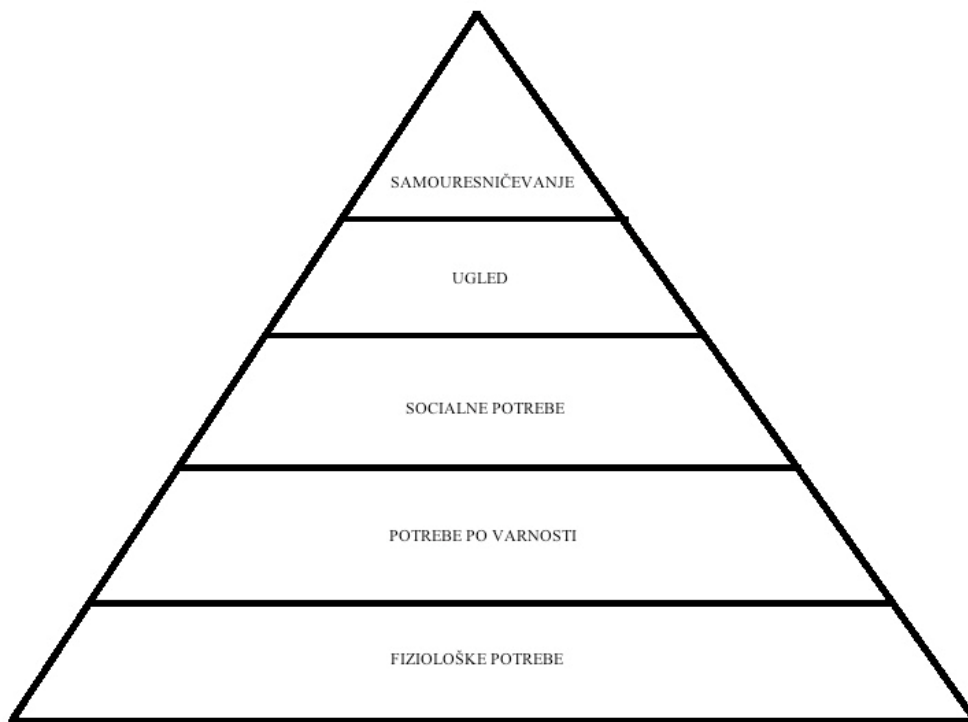 SAMOURESNIČEVANJE
UGLED
SOCIALNE POTREBE
POTREBE PO VARNOSTI
FIZIOLOŠKE POTREBE